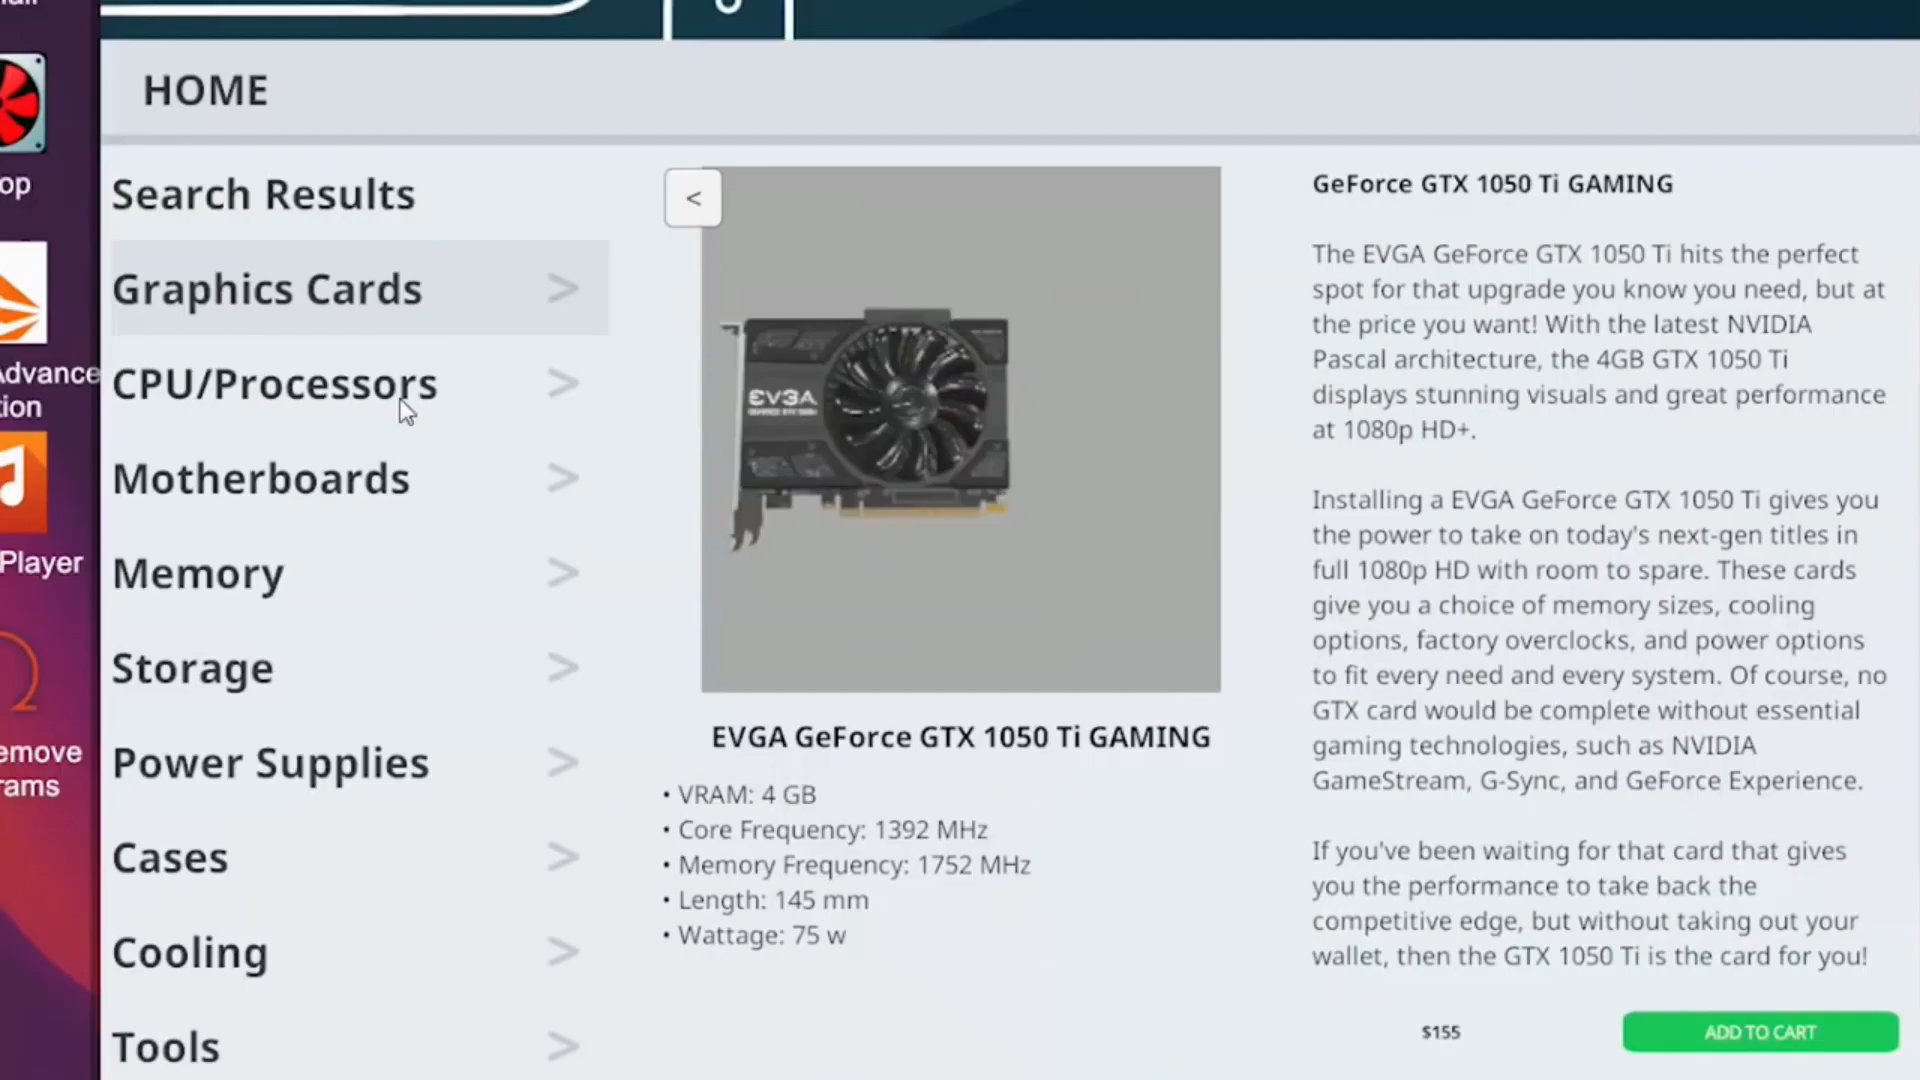 op
Advance
tion
Player
emove
rams
HOME
Search Results
Graphics Cards >
CPU/Processors >
Motherboards >
Memory >
Storage >
Power Supplies >
Cases >
Cooling >
Tools >
<
EVGA
EVGA GeForce GTX 1050 Ti GAMING
• VRAM: 4 GB
• Core Frequency: 1392 MHz
• Memory Frequency: 1752 MHz
• Length: 145 mm
• Wattage: 75 w
GeForce GTX 1050 Ti GAMING
The EVGA GeForce GTX 1050 Ti hits the perfect
spot for that upgrade you know you need, but at
the price you want! With the latest NVIDIA
Pascal architecture, the 4GB GTX 1050 Ti
displays stunning visuals and great performance
at 1080p HD+.
Installing a EVGA GeForce GTX 1050 Ti gives you
the power to take on today's next-gen titles in
full 1080p HD with room to spare. These cards
give you a choice of memory sizes, cooling
options, factory overclocks, and power options
to fit every need and every system. Of course, no
GTX card would be complete without essential
gaming technologies, such as NVIDIA
GameStream, G-Sync, and GeForce Experience.
If you've been waiting for that card that gives
you the performance to take back the
competitive edge, but without taking out your
wallet, then the GTX 1050 Ti is the card for you!
$155
ADD TO CART